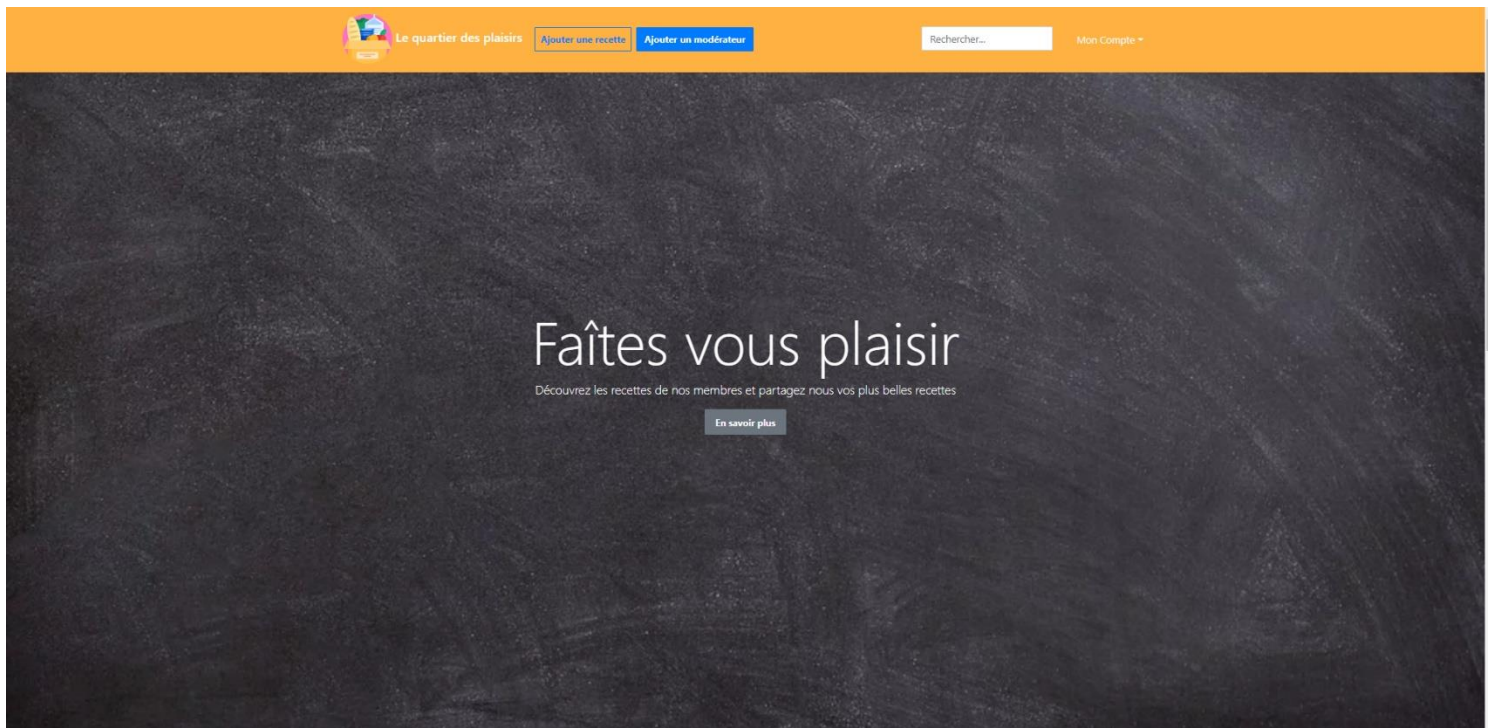 Le quartier des plaisirs
Ajouter une recette
Ajouter un modérateur
Rechercher...
Mon Compte
Faîtes vous plaisir
Découvrez les recettes de nos membres et partagez nous vos plus belles recettes
En savoir plus